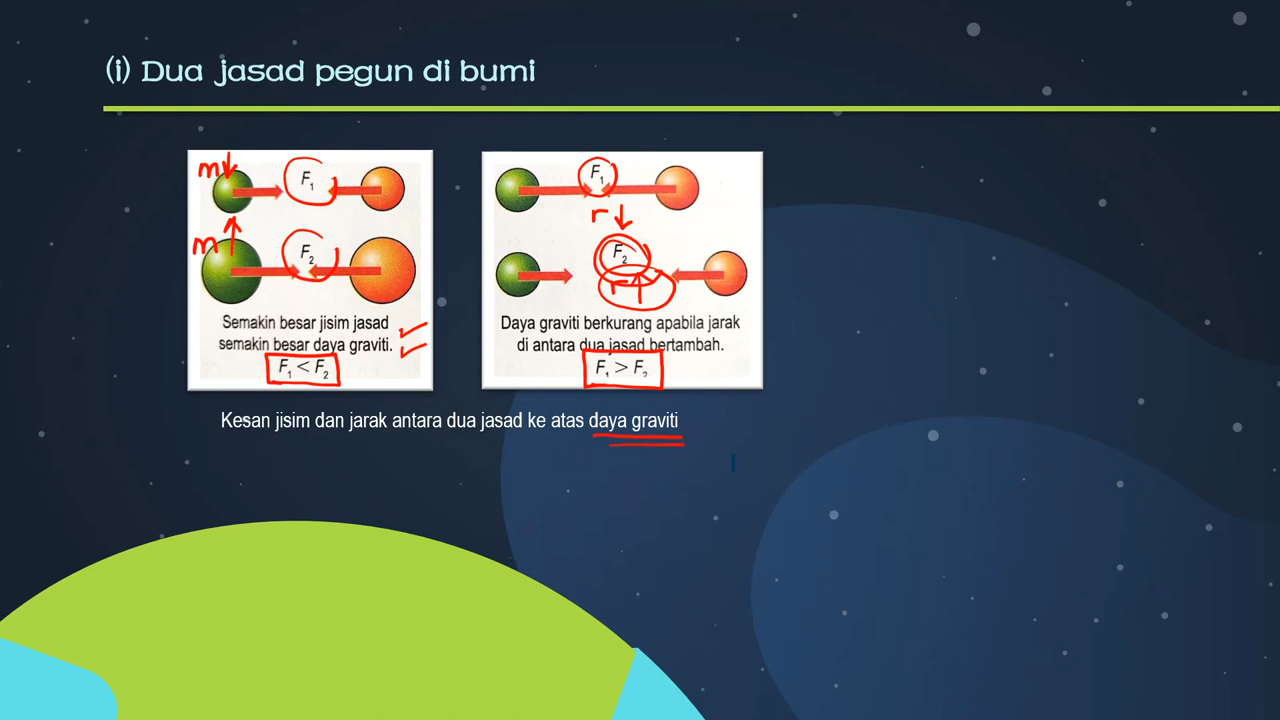 (i) Dua jasad pegun di bumi
m↓
F₁
m↑
F₂
Semakin besar jisim jasad
semakin besar daya graviti.
F₁ < F₂
F₁
r↓
F₂
r↑
Daya graviti berkurang apabila jarak
di antara dua jasad bertambah.
F₁ > F₂
Kesan jisim dan jarak antara dua jasad ke atas daya graviti